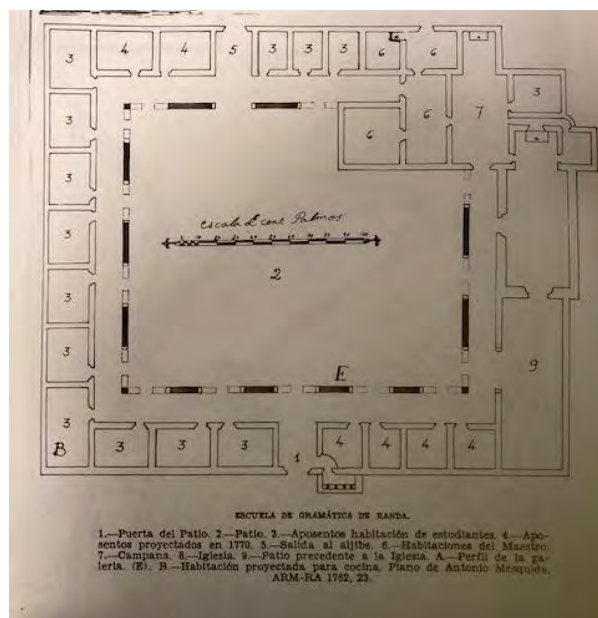 3 4 4 5 3 3 3 6 6
3
3 6 6 7
3
3
escala de cent Palmos
2
3
3 E 9
3 3 3 3 4 4 4 4
B 1
ESCUELA DE GRAMÁTICA DE RANDA.
1.—Puerta del Patio. 2.—Patio. 3.—Aposentos habitación de estudiantes. 4.—Apo-
sentos proyectados en 1770. 5.—Salida al aljibe. 6.—Habitaciones del Maestro.
7.—Campana. 8.—Iglesia. 9.—Patio precedente a la Iglesia. A.—Perfil de la ga-
lería. (E). B.—Habitación proyectada para cocina. Plano de Antonio Mesquida.
ARM-RA 1762, 23.